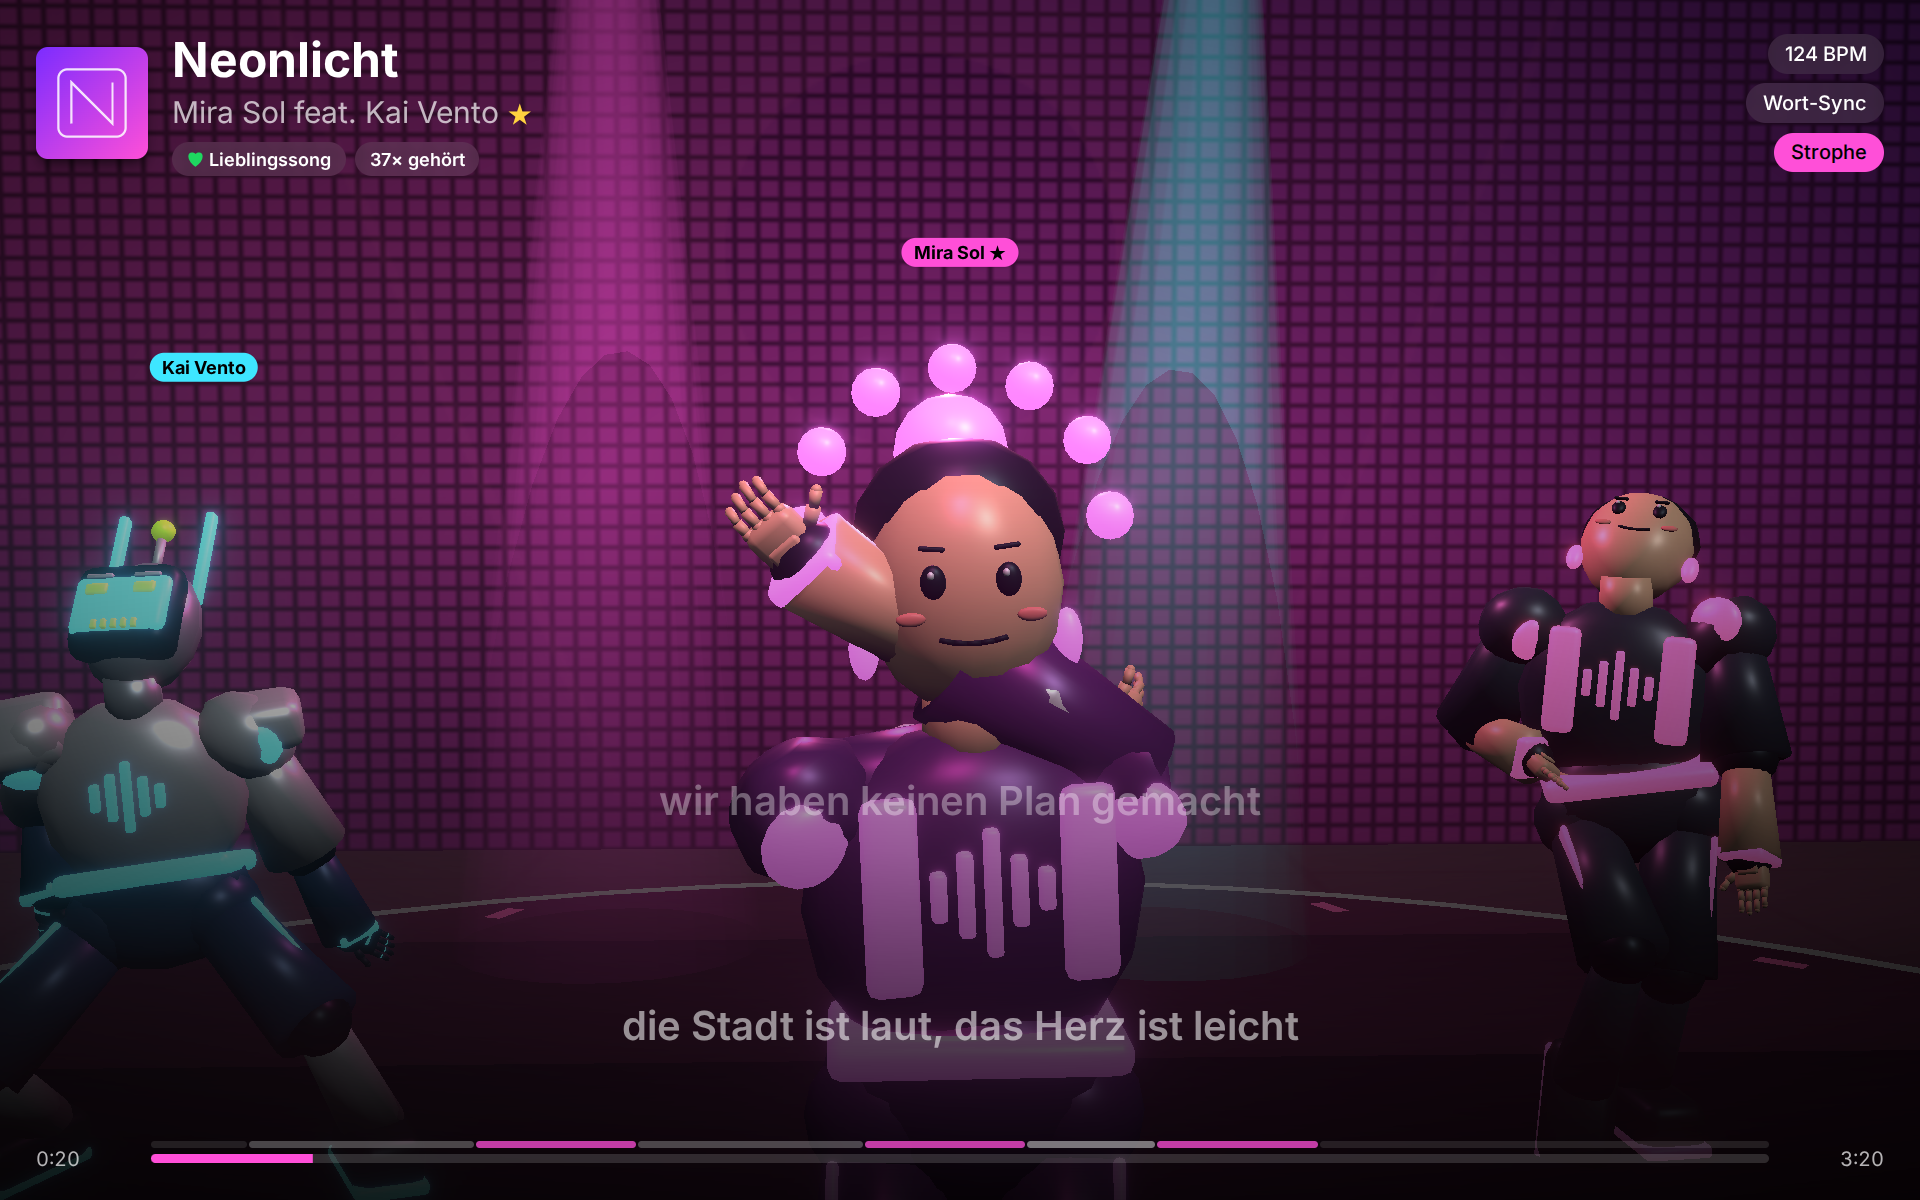 N
Neonlicht
Mira Sol feat. Kai Vento ★
Lieblingssong
37× gehört
124 BPM
Wort-Sync
Strophe
Mira Sol ★
Kai Vento
wir haben keinen Plan gemacht
die Stadt ist laut, das Herz ist leicht
0:20
3:20